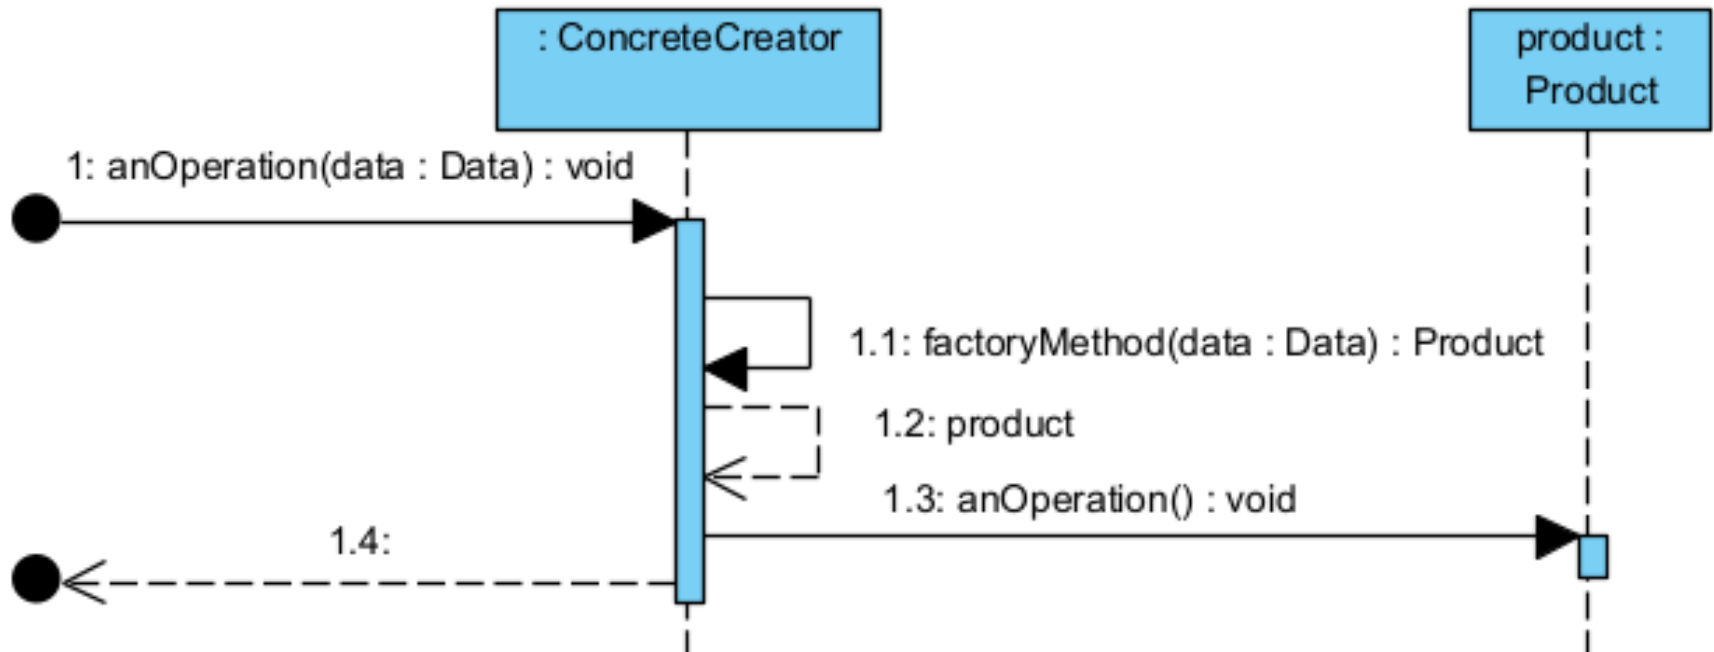 : ConcreteCreator
product :
Product
1: anOperation(data : Data) : void
1.1: factoryMethod(data : Data) : Product
1.2: product
1.3: anOperation() : void
1.4: